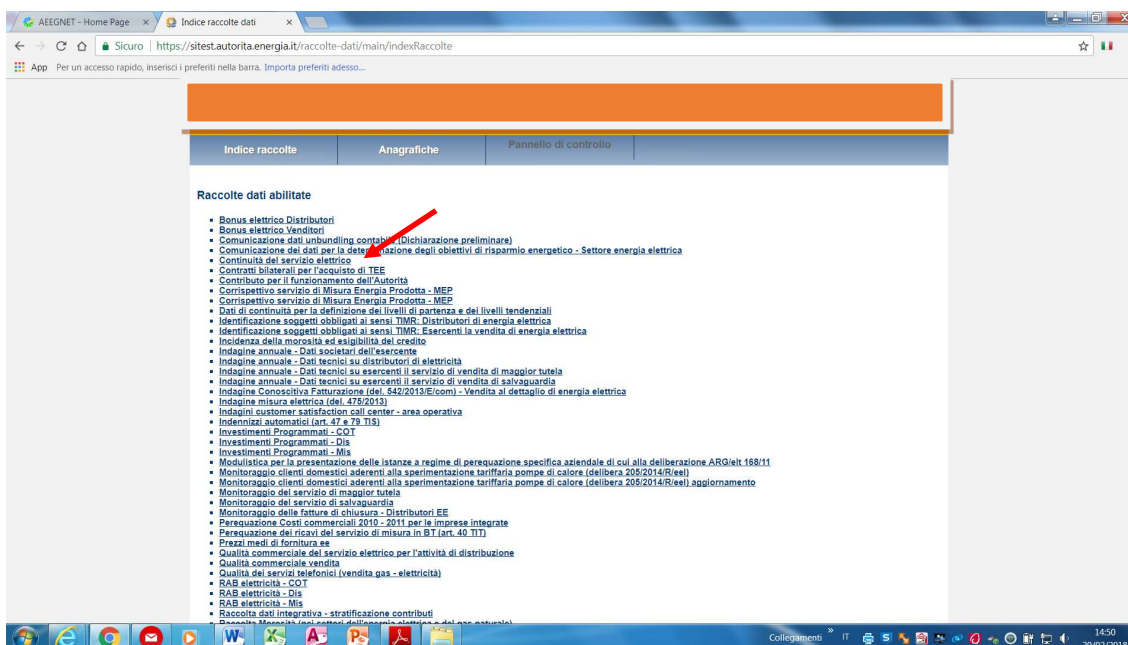 AEEGNET - Home Page
Indice raccolte dati
Sicuro
https://sitest.autorita.energia.it/raccolte-dati/main/indexRaccolte
App Per un accesso rapido, inserisci i preferiti nella barra. Importa preferiti adesso...
Indice raccolte
Anagrafiche
Pannello di controllo
Raccolte dati abilitate
Bonus elettrico Distributori
Bonus elettrico Venditori
Comunicazione dati unbundling contabile (Dichiarazione preliminare)
Comunicazione dei dati per la determinazione degli obiettivi di risparmio energetico - Settore energia elettrica
Continuità del servizio elettrico
Contratti bilaterali per l'acquisto di TEE
Contributo per il funzionamento dell'Autorità
Corrispettivo servizio di Misura Energia Prodotta - MEP
Corrispettivo servizio di Misura Energia Prodotta - MEP
Dati di continuità per la definizione dei livelli di partenza e dei livelli tendenziali
Identificazione soggetti obbligati ai sensi TIMR: Distributori di energia elettrica
Identificazione soggetti obbligati ai sensi TIMR: Esercenti la vendita di energia elettrica
Incidenza della morosità ed esigibilità del credito
Indagine annuale - Dati societari dell'esercente
Indagine annuale - Dati tecnici su distributori di elettricità
Indagine annuale - Dati tecnici su esercenti il servizio di vendita di maggior tutela
Indagine annuale - Dati tecnici su esercenti il servizio di vendita di salvaguardia
Indagine Conoscitiva Fatturazione (del. 542/2013/E/com) - Vendita al dettaglio di energia elettrica
Indagine misura elettrica (del. 475/2013)
Indagini customer satisfaction call center - area operativa
Indennizzi automatici (art. 47 e 79 TIS)
Investimenti Programmati - COT
Investimenti Programmati - Dis
Investimenti Programmati - Mis
Modulistica per la presentazione delle istanze a regime di perequazione specifica aziendale di cui alla deliberazione ARG/elt 168/11
Monitoraggio clienti domestici aderenti alla sperimentazione tariffaria pompe di calore (delibera 205/2014/R/eel)
Monitoraggio clienti domestici aderenti alla sperimentazione tariffaria pompe di calore (delibera 205/2014/R/eel) aggiornamento
Monitoraggio del servizio di maggior tutela
Monitoraggio del servizio di salvaguardia
Monitoraggio delle fatture di chiusura - Distributori EE
Perequazione Costi commerciali 2010 - 2011 per le imprese integrate
Perequazione dei ricavi del servizio di misura in BT (art. 40 TIT)
Prezzi medi di fornitura ee
Qualità commerciale del servizio elettrico per l'attività di distribuzione
Qualità commerciale vendita
Qualità dei servizi telefonici (vendita gas - elettricità)
RAB elettricità - COT
RAB elettricità - Dis
RAB elettricità - Mis
Raccolta dati integrativa - stratificazione contributi
Raccolta Morosità (nei settori dell'energia elettrica e del gas naturale)
Collegamenti
IT
14:50
20/02/2018